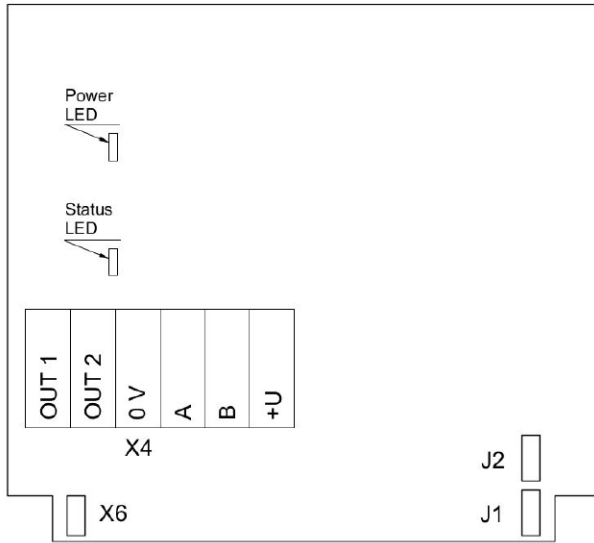 Power
LED
Status
LED
OUT 1
OUT 2
0 V
A
B
+U
X4
J2
X6
J1